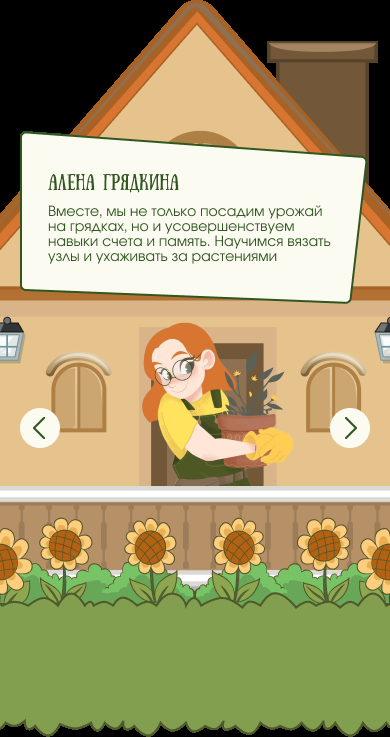 АЛЕНА ГРЯДКИНА
Вместе, мы не только посадим урожай
на грядках, но и усовершенствуем
навыки счета и память. Научимся вязать
узлы и ухаживать за растениями